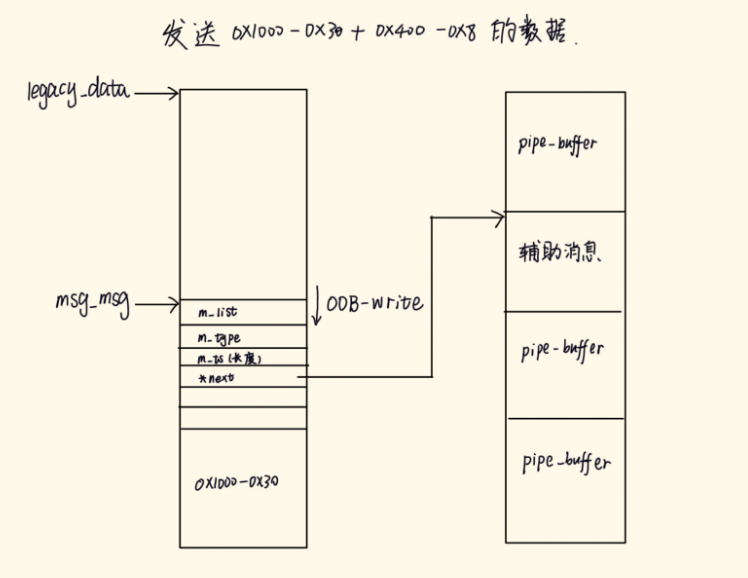 发送 0X1000-0X30 + 0X400 -0X8 的数据.
legacy_data
msg_msg
m_list
m_type
m_ts (长度)
*next
0X1000-0X30
OOB-write
pipe-buffer
辅助消息
pipe-buffer
pipe_buffer